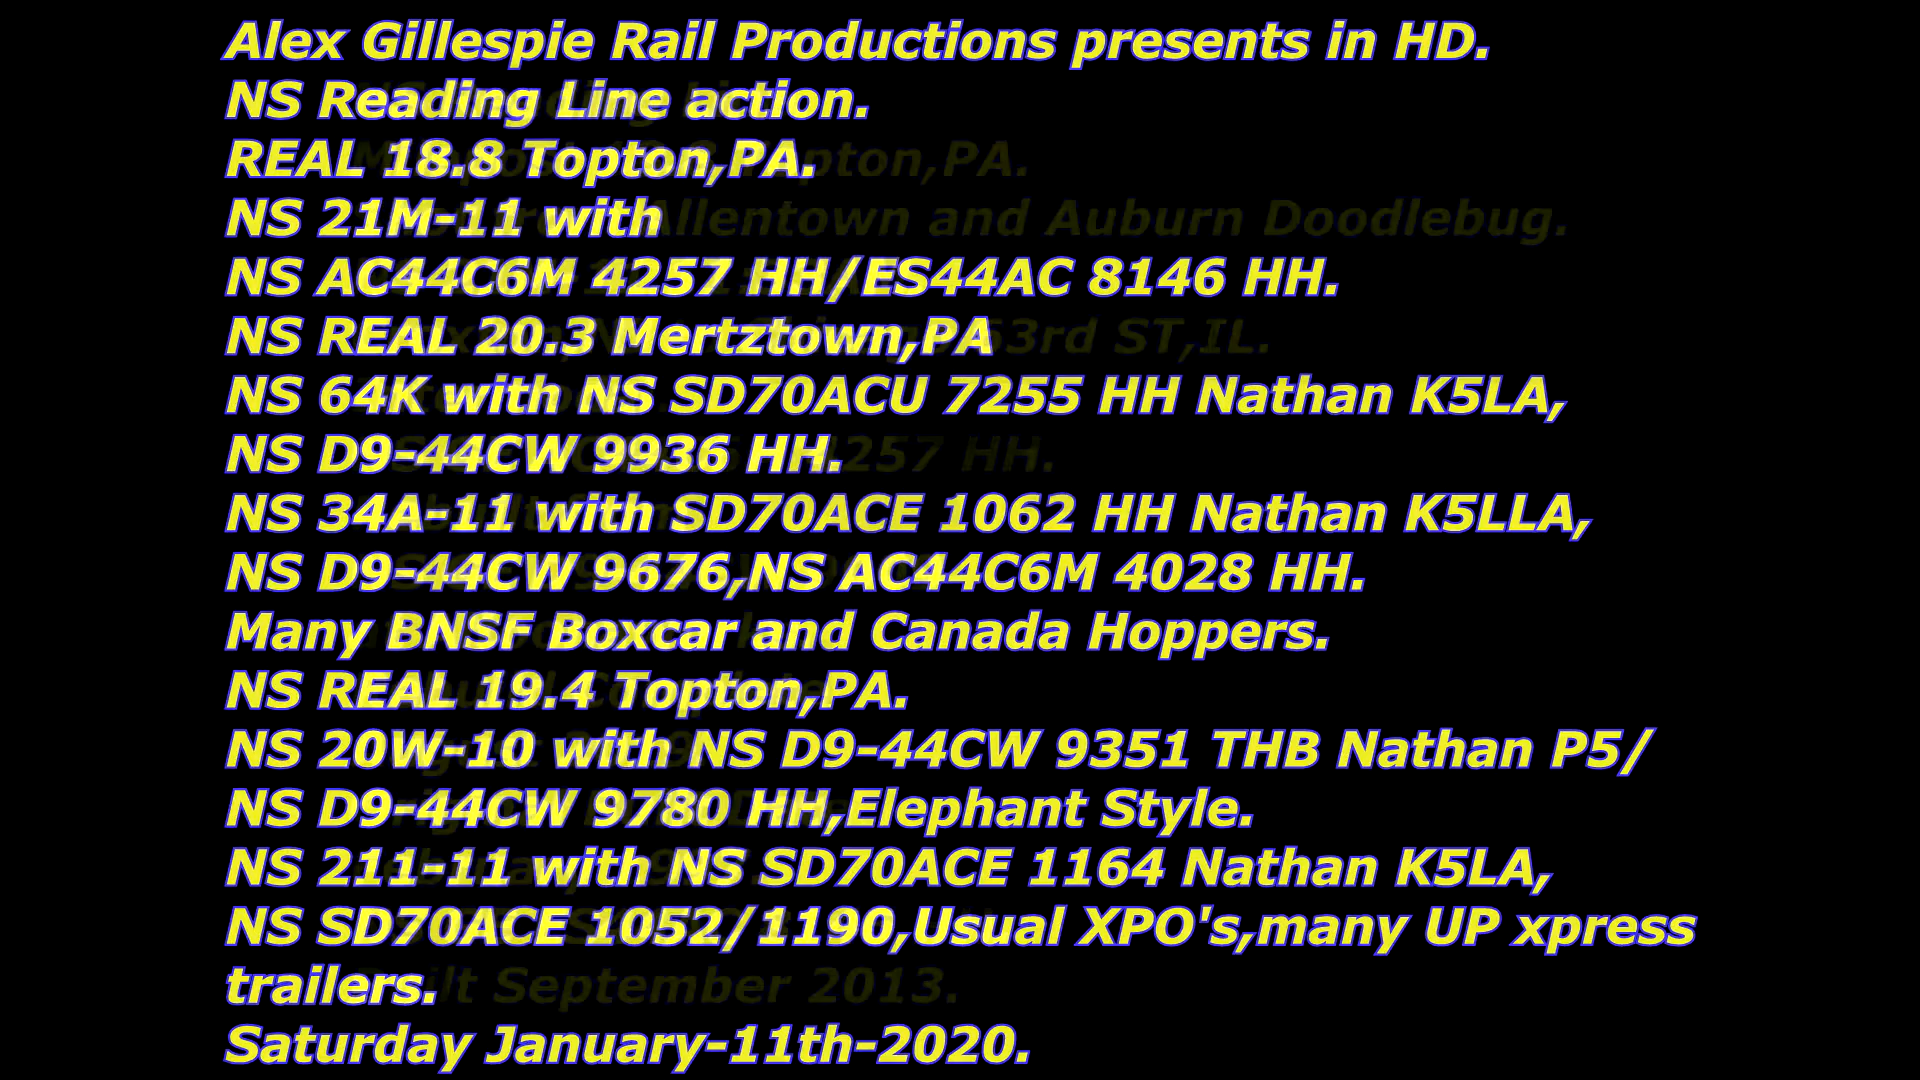 Alex Gillespie Rail Productions presents in HD.
NS Reading Line action.
REAL 18.8 Topton,PA.
NS 21M-11 with
NS AC44C6M 4257 HH/ES44AC 8146 HH.
NS REAL 20.3 Mertztown,PA
NS 64K with NS SD70ACU 7255 HH Nathan K5LA,
NS D9-44CW 9936 HH.
NS 34A-11 with SD70ACE 1062 HH Nathan K5LLA,
NS D9-44CW 9676,NS AC44C6M 4028 HH.
Many BNSF Boxcar and Canada Hoppers.
NS REAL 19.4 Topton,PA.
NS 20W-10 with NS D9-44CW 9351 THB Nathan P5/
NS D9-44CW 9780 HH,Elephant Style.
NS 211-11 with NS SD70ACE 1164 Nathan K5LA,
NS SD70ACE 1052/1190,Usual XPO's,many UP xpress
trailers.
Saturday January-11th-2020.